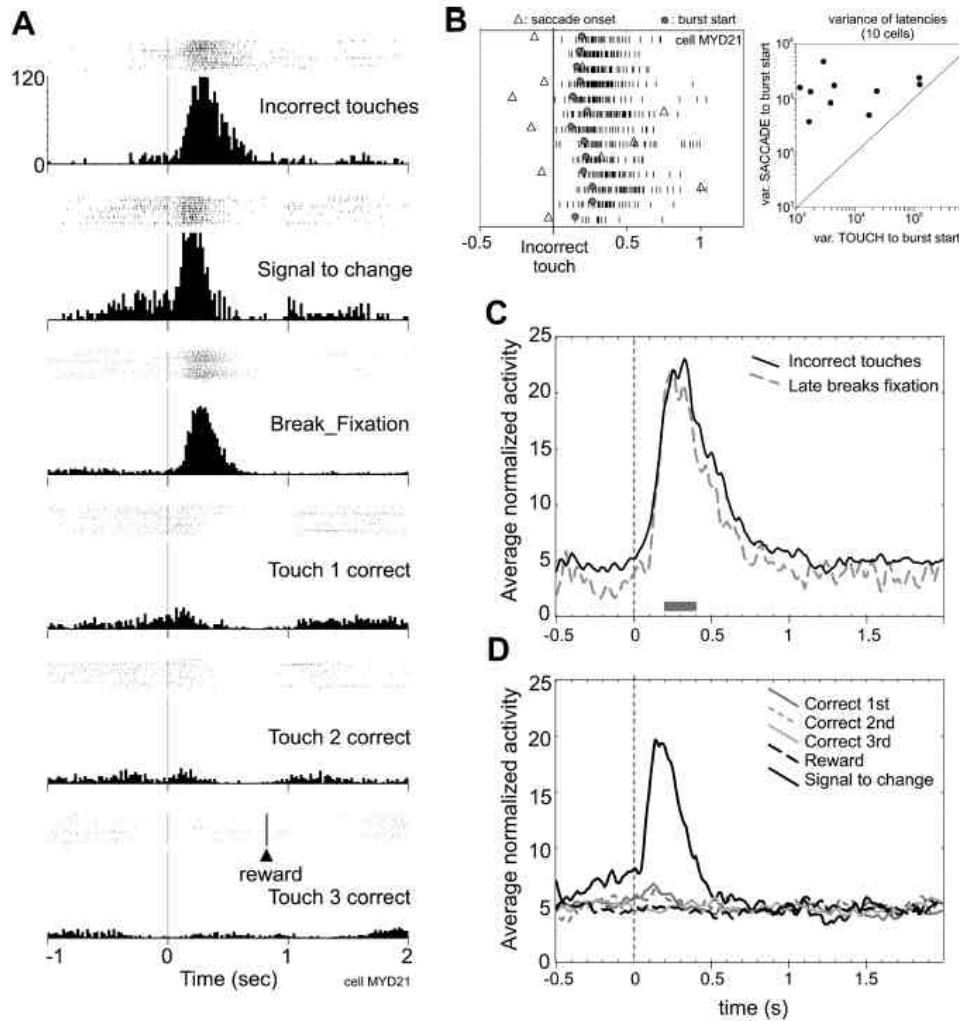 A
120
0
Incorrect touches
Signal to change
Break_Fixation
Touch 1 correct
Touch 2 correct
reward
Touch 3 correct
-1 0 1 2
Time (sec)
cell MYD21
B
△: saccade onset ●: burst start
cell MYD21
-0.5 0.5 1
Incorrect
touch
variance of latencies
(10 cells)
var. SACCADE to burst start
var. TOUCH to burst start
C
25
20
15
10
5
0
Average normalized activity
Incorrect touches
Late breaks fixation
-0.5 0 0.5 1 1.5
D
25
20
15
10
5
0
Average normalized activity
Correct 1st
Correct 2nd
Correct 3rd
Reward
Signal to change
-0.5 0 0.5 1 1.5
time (s)